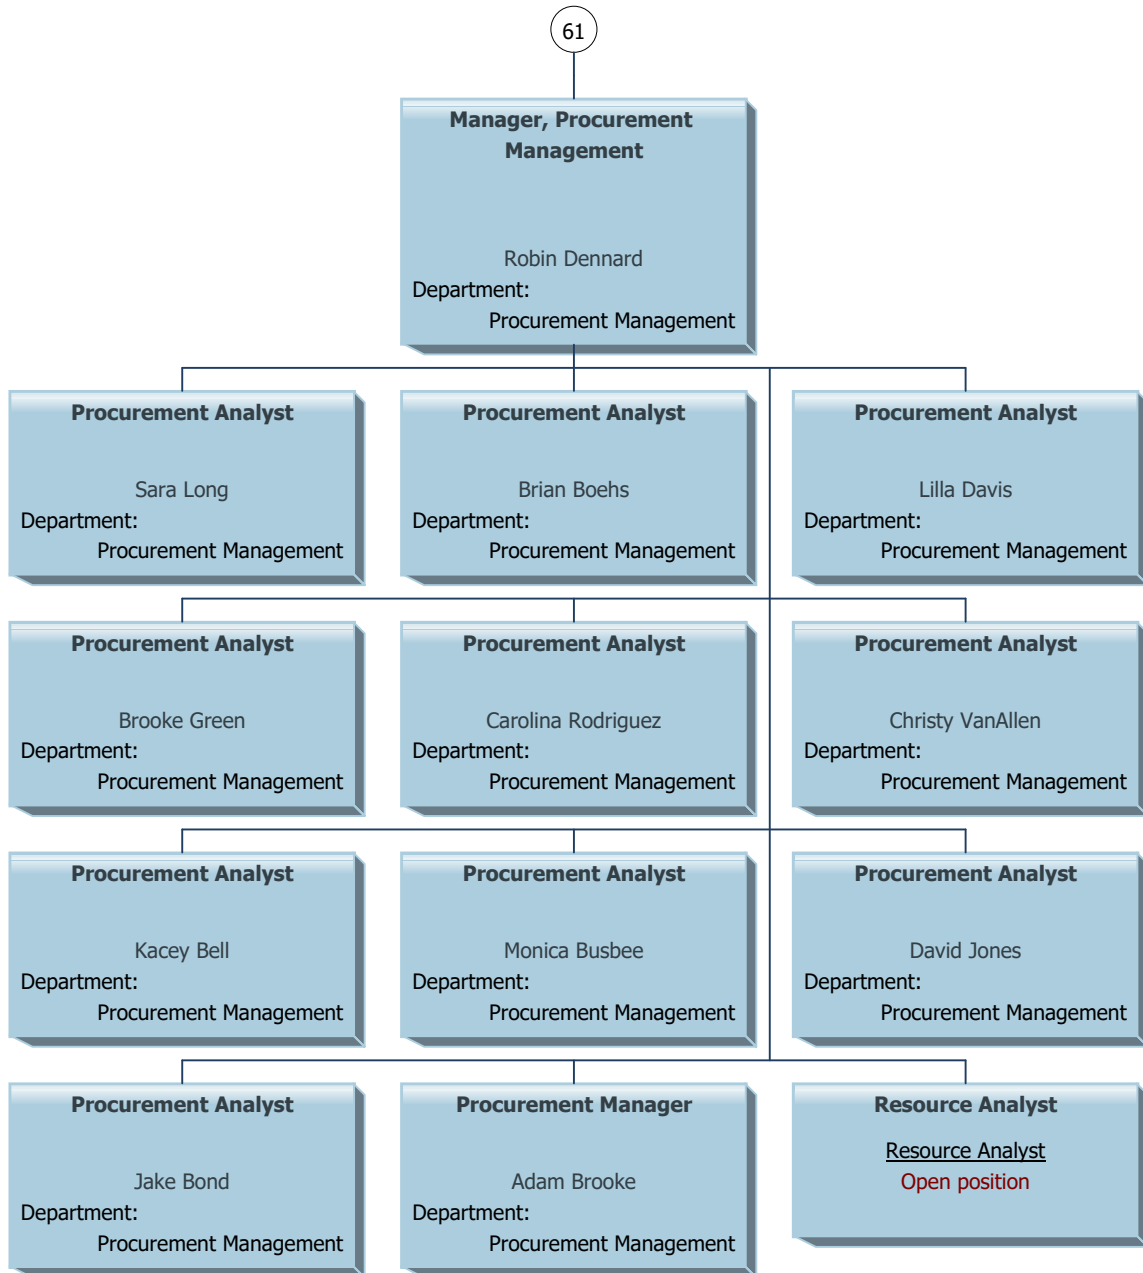 61
Manager, Procurement
Management
Robin Dennard
Department:
Procurement Management
Procurement Analyst
Sara Long
Department:
Procurement Management
Procurement Analyst
Brian Boehs
Department:
Procurement Management
Procurement Analyst
Lilla Davis
Department:
Procurement Management
Procurement Analyst
Brooke Green
Department:
Procurement Management
Procurement Analyst
Carolina Rodriguez
Department:
Procurement Management
Procurement Analyst
Christy VanAllen
Department:
Procurement Management
Procurement Analyst
Kacey Bell
Department:
Procurement Management
Procurement Analyst
Monica Busbee
Department:
Procurement Management
Procurement Analyst
David Jones
Department:
Procurement Management
Procurement Analyst
Jake Bond
Department:
Procurement Management
Procurement Manager
Adam Brooke
Department:
Procurement Management
Resource Analyst
Resource Analyst
Open position